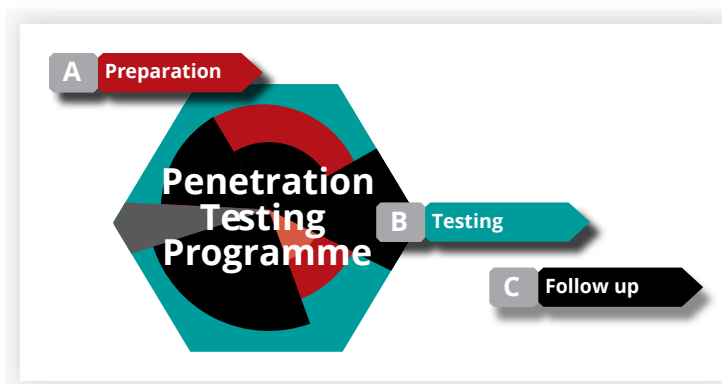 A Preparation
Penetration
Testing
Programme
B Testing
C Follow up